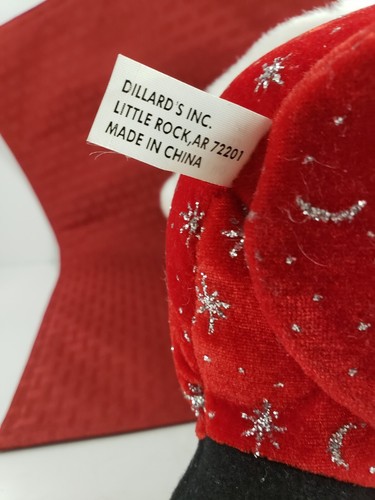 DILLARD'S INC.
LITTLE ROCK,AR 72201
MADE IN CHINA